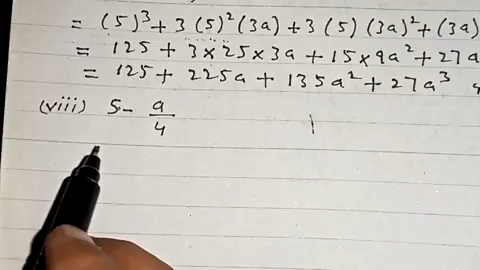 = (5)³ + 3 (5)² (3a) + 3 (5) (3a)² + (3a)
= 125 + 3×25×3a + 15×9a² + 27a
= 125 + 225a + 135a² + 27a³
(viii) 5 - a/4